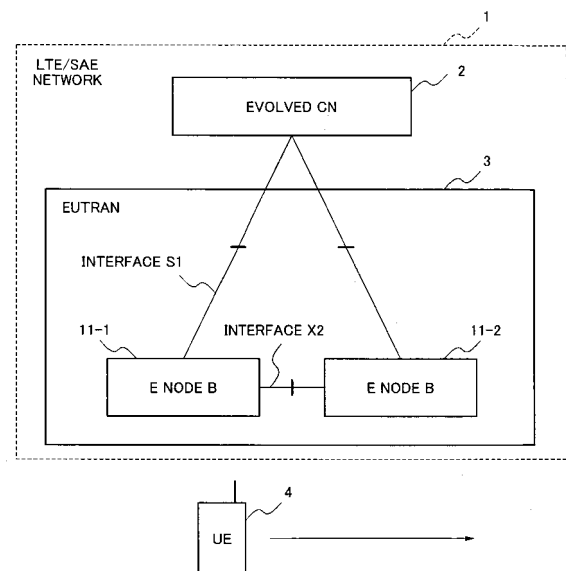 1
LTE/SAE
NETWORK
2
EVOLVED CN
3
EUTRAN
INTERFACE S1
11-1
INTERFACE X2
11-2
E NODE B
E NODE B
4
UE